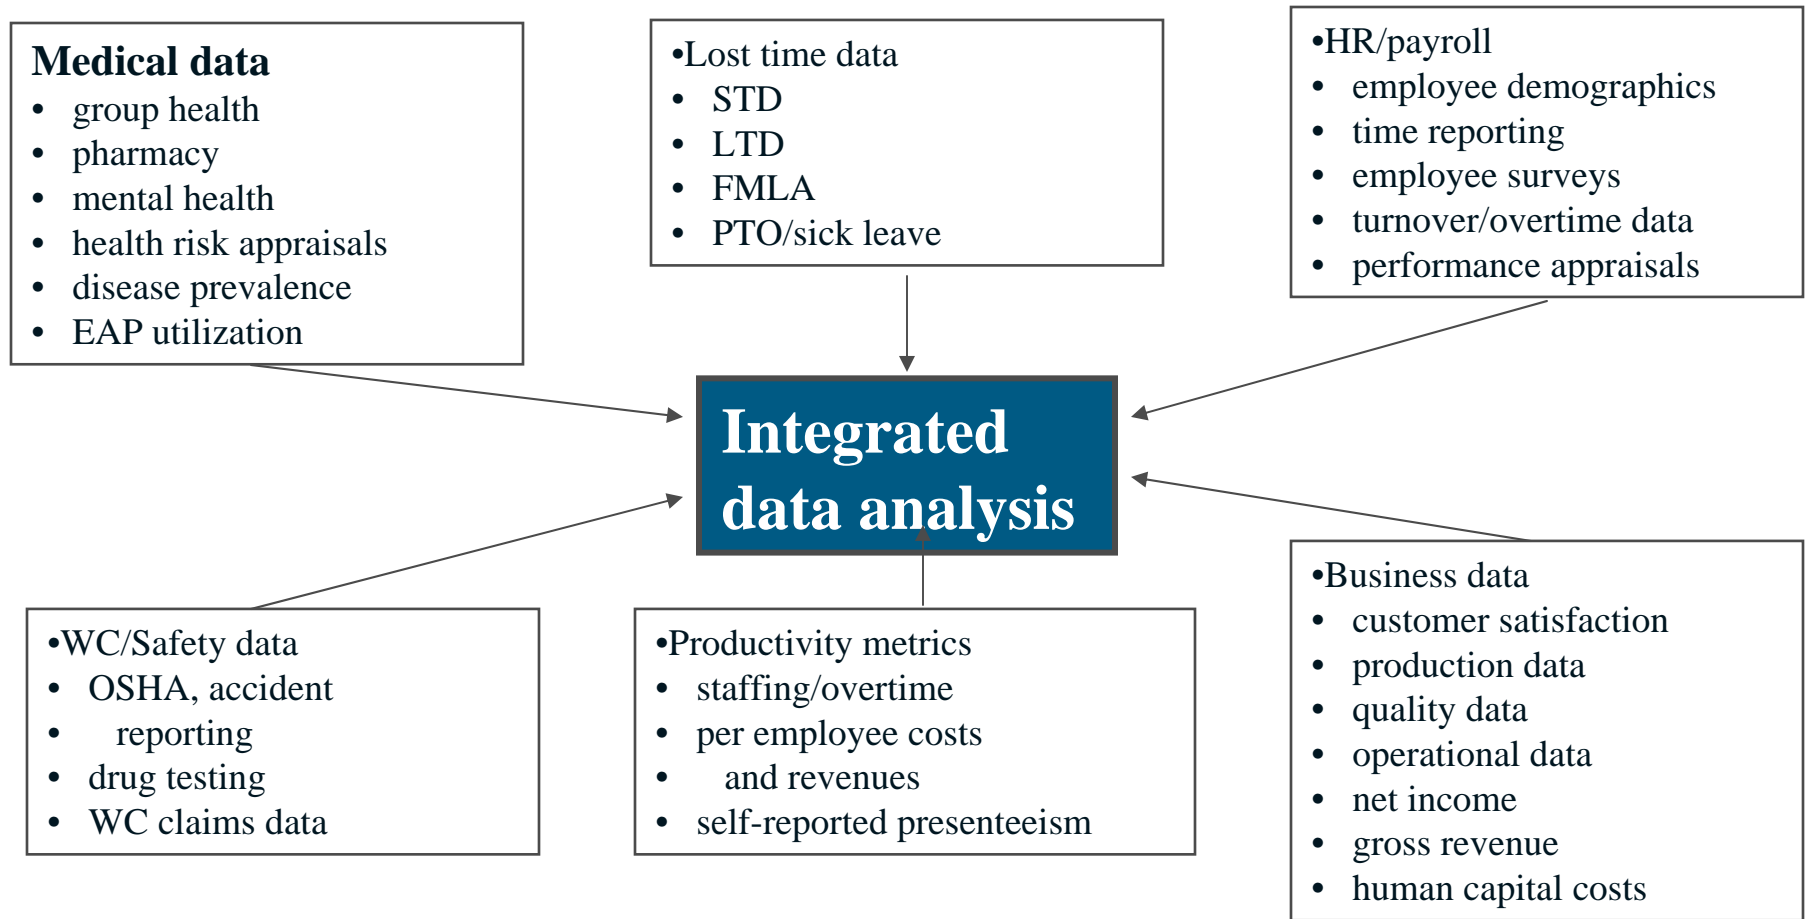 Medical data
• group health
• pharmacy
• mental health
• health risk appraisals
• disease prevalence
• EAP utilization
•Lost time data
• STD
• LTD
• FMLA
• PTO/sick leave
•HR/payroll
• employee demographics
• time reporting
• employee surveys
• turnover/overtime data
• performance appraisals
Integrated
data analysis
•WC/Safety data
• OSHA, accident
• reporting
• drug testing
• WC claims data
•Productivity metrics
• staffing/overtime
• per employee costs
• and revenues
• self-reported presenteeism
•Business data
• customer satisfaction
• production data
• quality data
• operational data
• net income
• gross revenue
• human capital costs